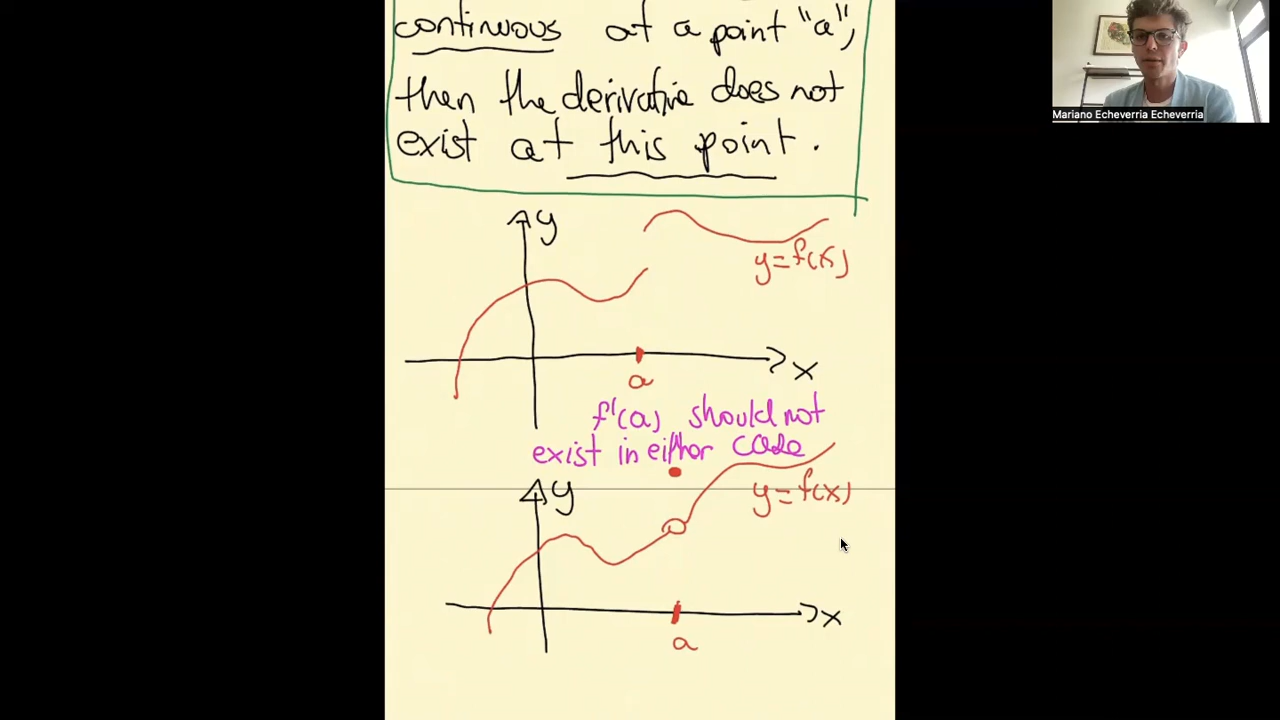 continuous at a point "a",
then the derivative does not
exist at this point.
Mariano Echeverria Echeverria
y
y=f(x)
x
a
f'(a) should not
exist in either case
y
y=f(x)
x
a